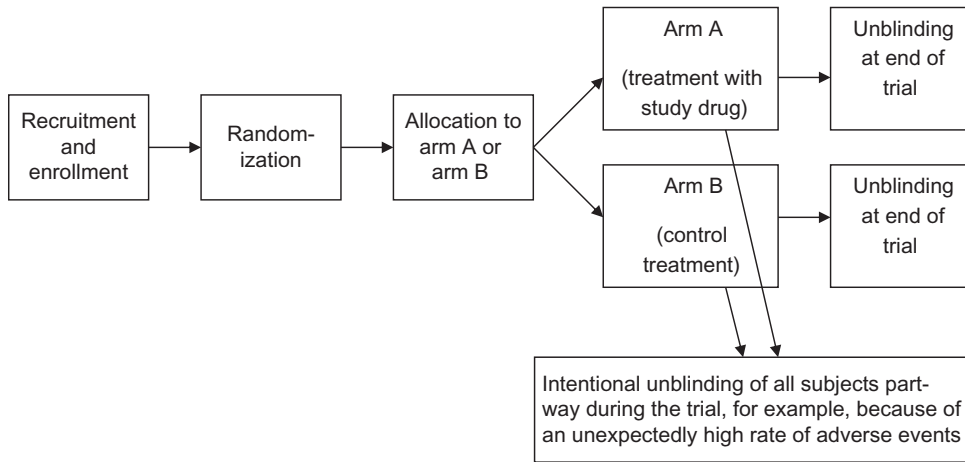 Recruitment
and
enrollment
Random-
ization
Allocation to
arm A or
arm B
Arm A
(treatment with
study drug)
Unblinding
at end of
trial
Arm B
(control
treatment)
Unblinding
at end of
trial
Intentional unblinding of all subjects part-
way during the trial, for example, because of
an unexpectedly high rate of adverse events